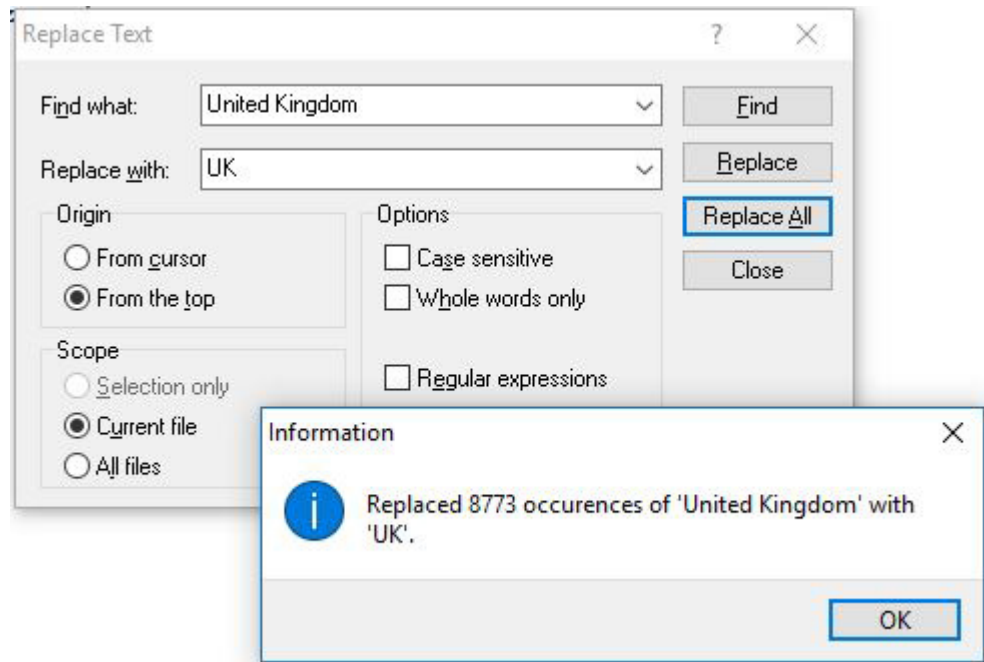 Replace Text
?
Find what:
United Kingdom
Find
Replace with:
UK
Replace
Origin
Options
Replace All
From cursor
Case sensitive
Close
From the top
Whole words only
Scope
Selection only
Regular expressions
Current file
All files
Information
i
Replaced 8773 occurences of 'United Kingdom' with
'UK'.
OK